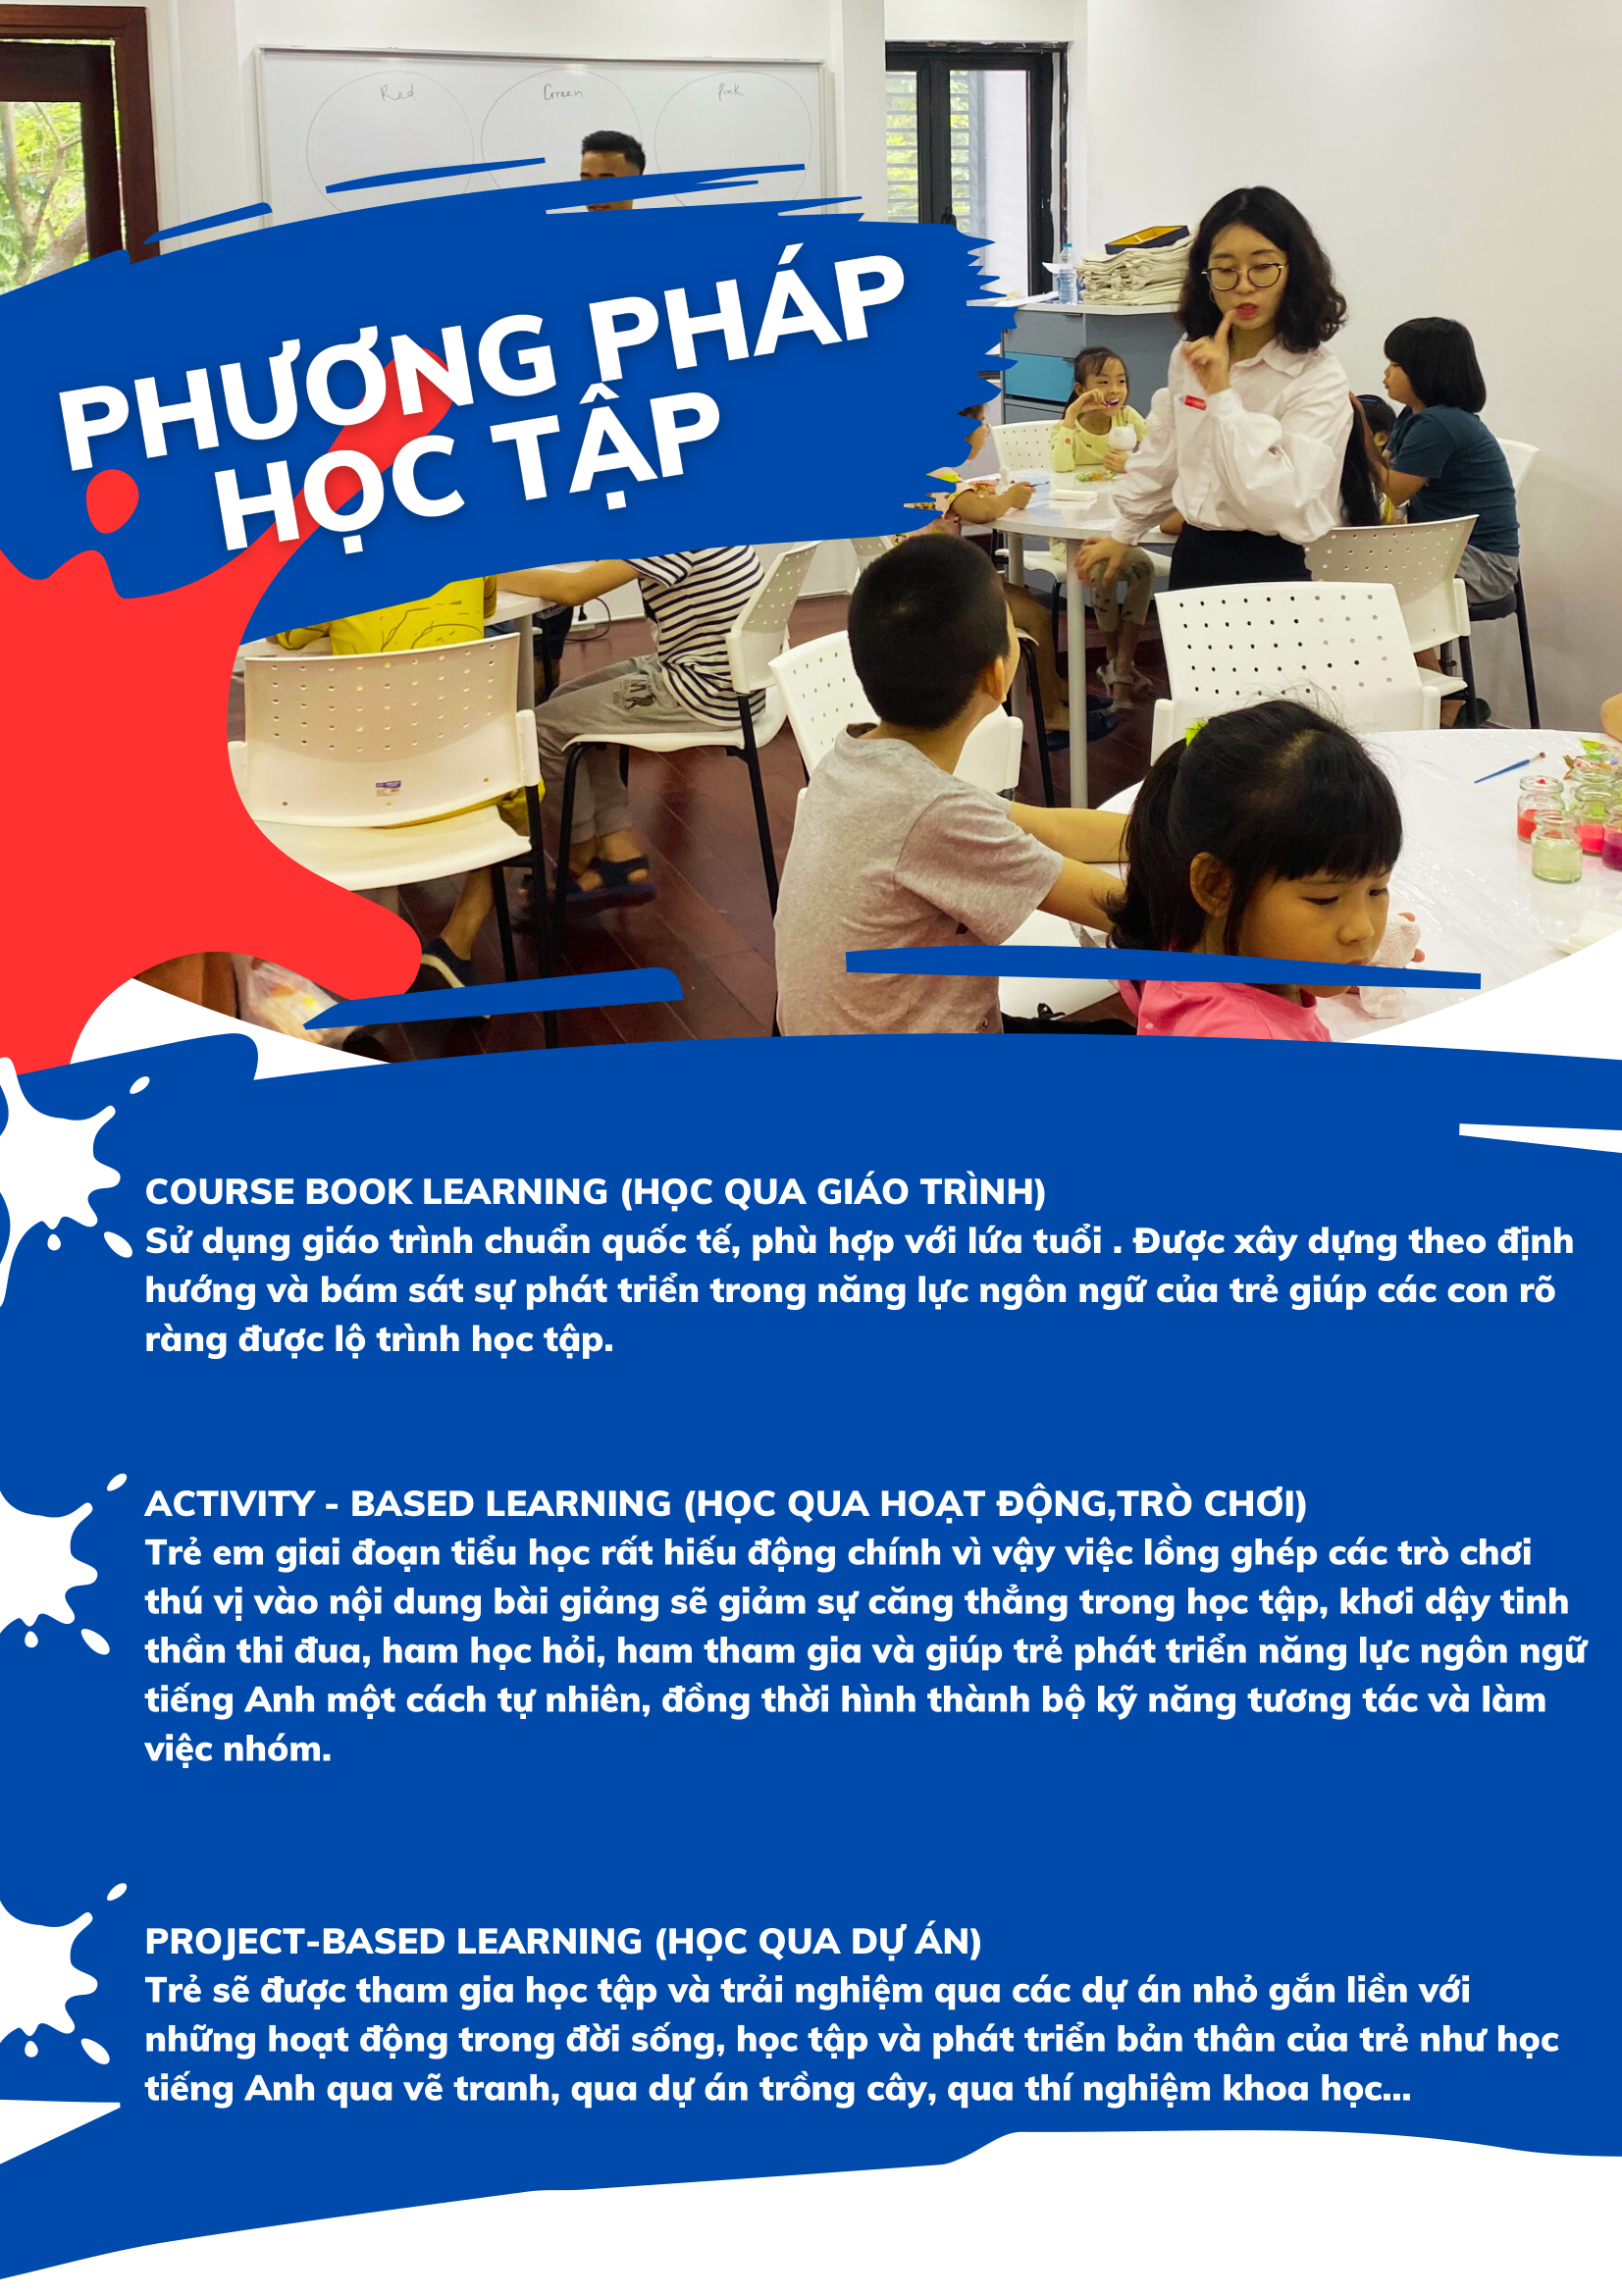 Red Green Pink
PHƯƠNG PHÁP
HỌC TẬP
COURSE BOOK LEARNING (HỌC QUA GIÁO TRÌNH)
Sử dụng giáo trình chuẩn quốc tế, phù hợp với lứa tuổi . Được xây dựng theo định
hướng và bám sát sự phát triển trong năng lực ngôn ngữ của trẻ giúp các con rõ
ràng được lộ trình học tập.
ACTIVITY - BASED LEARNING (HỌC QUA HOẠT ĐỘNG,TRÒ CHƠI)
Trẻ em giai đoạn tiểu học rất hiếu động chính vì vậy việc lồng ghép các trò chơi
thú vị vào nội dung bài giảng sẽ giảm sự căng thẳng trong học tập, khơi dậy tinh
thần thi đua, ham học hỏi, ham tham gia và giúp trẻ phát triển năng lực ngôn ngữ
tiếng Anh một cách tự nhiên, đồng thời hình thành bộ kỹ năng tương tác và làm
việc nhóm.
PROJECT-BASED LEARNING (HỌC QUA DỰ ÁN)
Trẻ sẽ được tham gia học tập và trải nghiệm qua các dự án nhỏ gắn liền với
những hoạt động trong đời sống, học tập và phát triển bản thân của trẻ như học
tiếng Anh qua vẽ tranh, qua dự án trồng cây, qua thí nghiệm khoa học...